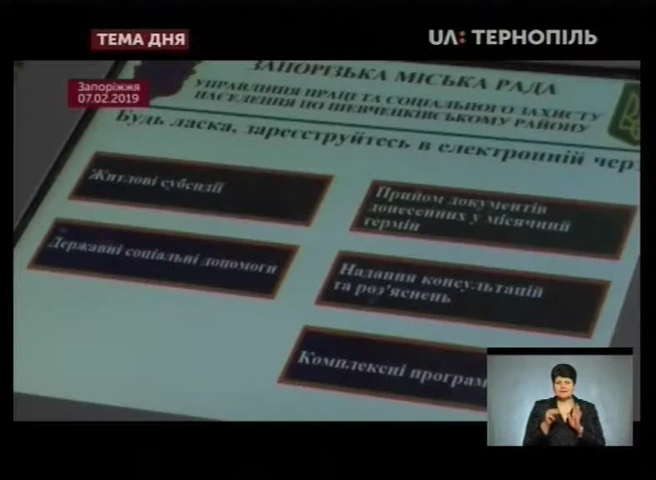 ТЕМА ДНЯ
UA: ТЕРНОПІЛЬ
Запоріжжя
07.02.2019
ЗАПОРІЗЬКА МІСЬКА РАДА
УПРАВЛІННЯ ПРАЦІ ТА СОЦІАЛЬНОГО ЗАХИСТУ
НАСЕЛЕННЯ ПО ШЕВЧЕНКІВСЬКОМУ РАЙОНУ
Будь ласка, зареєструйтесь в електронній
Житлові субсидії
Прийом документів
донесенних у місячний
термін
Державні соціальні допомоги
Надання консультацій
та роз'яснень
Комплексні